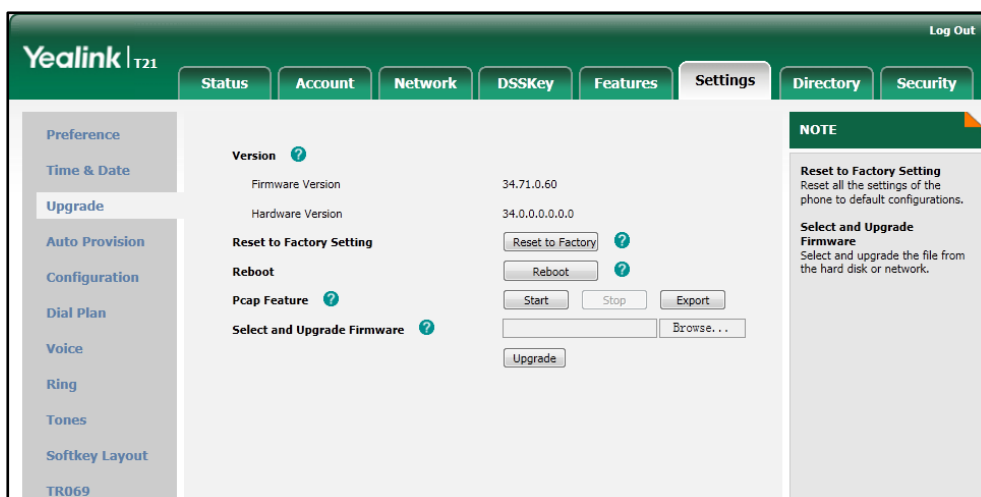 Log Out
Yealink | T21
Status Account Network DSSKey Features Settings Directory Security
Preference
Time & Date
Upgrade
Auto Provision
Configuration
Dial Plan
Voice
Ring
Tones
Softkey Layout
TR069
Version ?
Firmware Version 34.71.0.60
Hardware Version 34.0.0.0.0.0.0
Reset to Factory Setting Reset to Factory ?
Reboot Reboot ?
Pcap Feature ? Start Stop Export
Select and Upgrade Firmware ? Browse...
Upgrade
NOTE
Reset to Factory Setting
Reset all the settings of the
phone to default configurations.
Select and Upgrade
Firmware
Select and upgrade the file from
the hard disk or network.